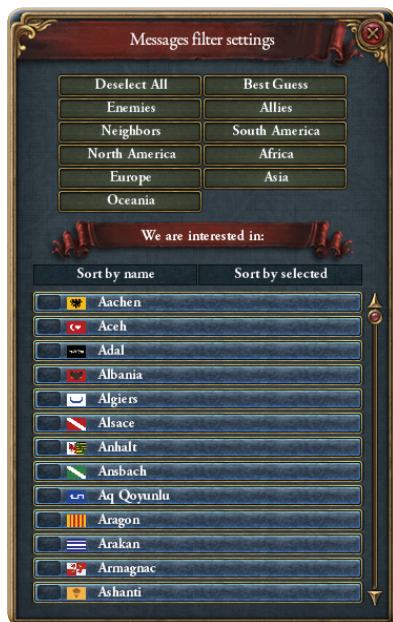 Messages filter settings
Deselect All Best Guess
Enemies Allies
Neighbors South America
North America Africa
Europe Asia
Oceania
We are interested in:
Sort by name Sort by selected
Aachen
Aceh
Adal
Albania
Algiers
Alsace
Anhalt
Ansbach
Aq Qoyunlu
Aragon
Arakan
Armagnac
Ashanti